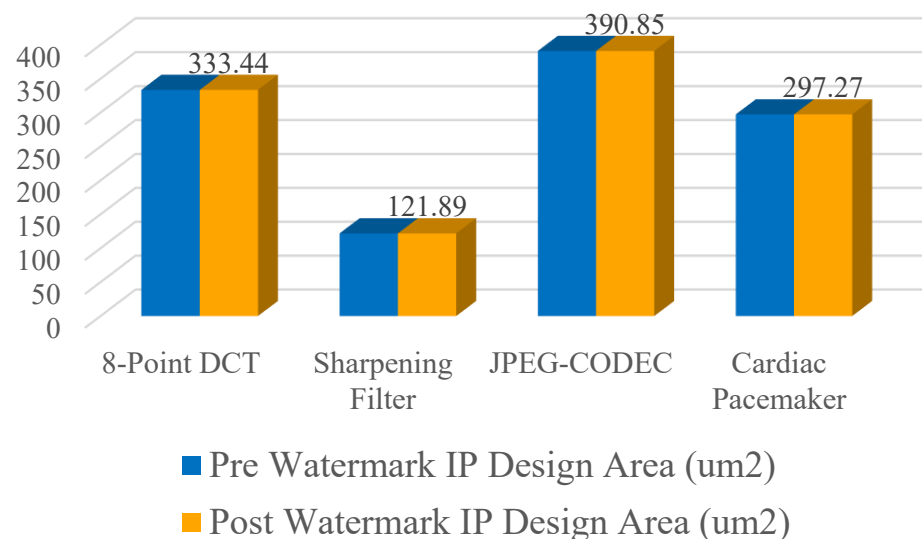 400
350
300
250
200
150
100
50
0
333.44
121.89
390.85
297.27
8-Point DCT
Sharpening
Filter
JPEG-CODEC
Cardiac
Pacemaker
Pre Watermark IP Design Area (um2)
Post Watermark IP Design Area (um2)